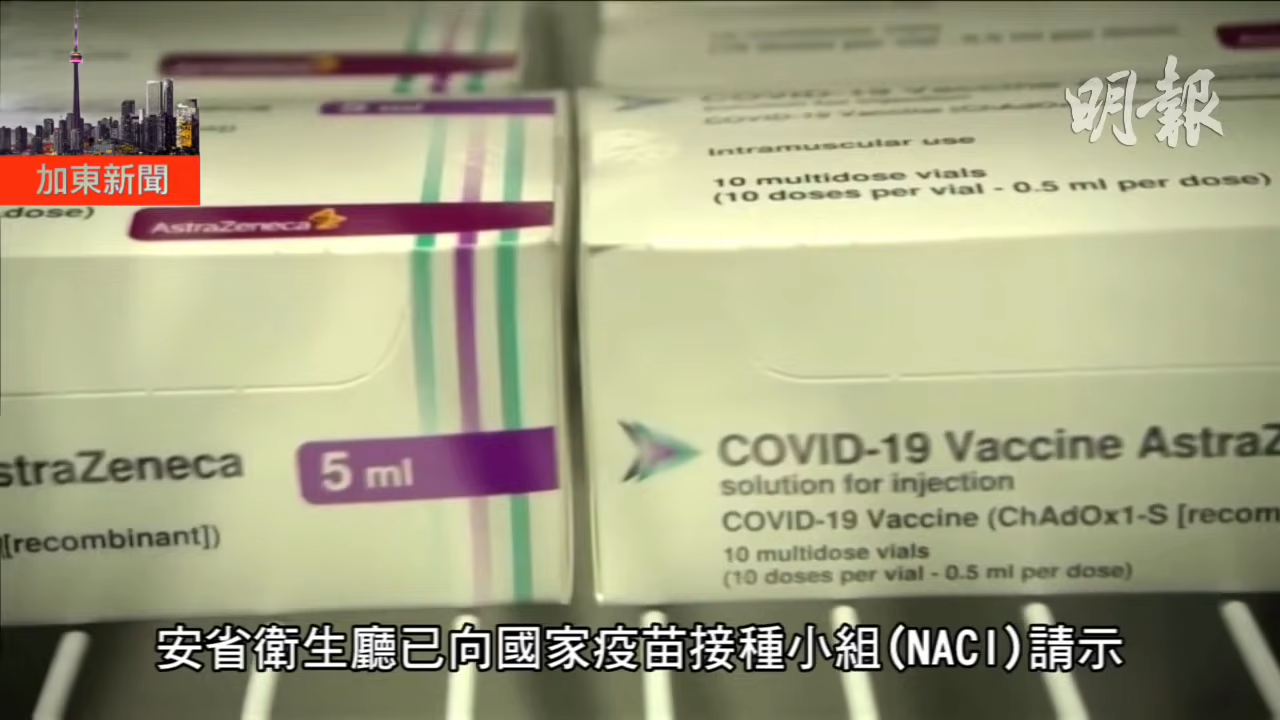 明報
加東新聞
Intramuscular use
10 multidose vials
(10 doses per vial - 0.5 ml per dose)
dose)
AstraZeneca
straZeneca
5 ml
[recombinant])
COVID-19 Vaccine AstraZ
solution for injection
COVID-19 Vaccine (ChAdOx1-S [recom
10 multidose vials
(10 doses per vial - 0.5 ml per dose)
安省衛生廳已向國家疫苗接種小組(NACI)請示